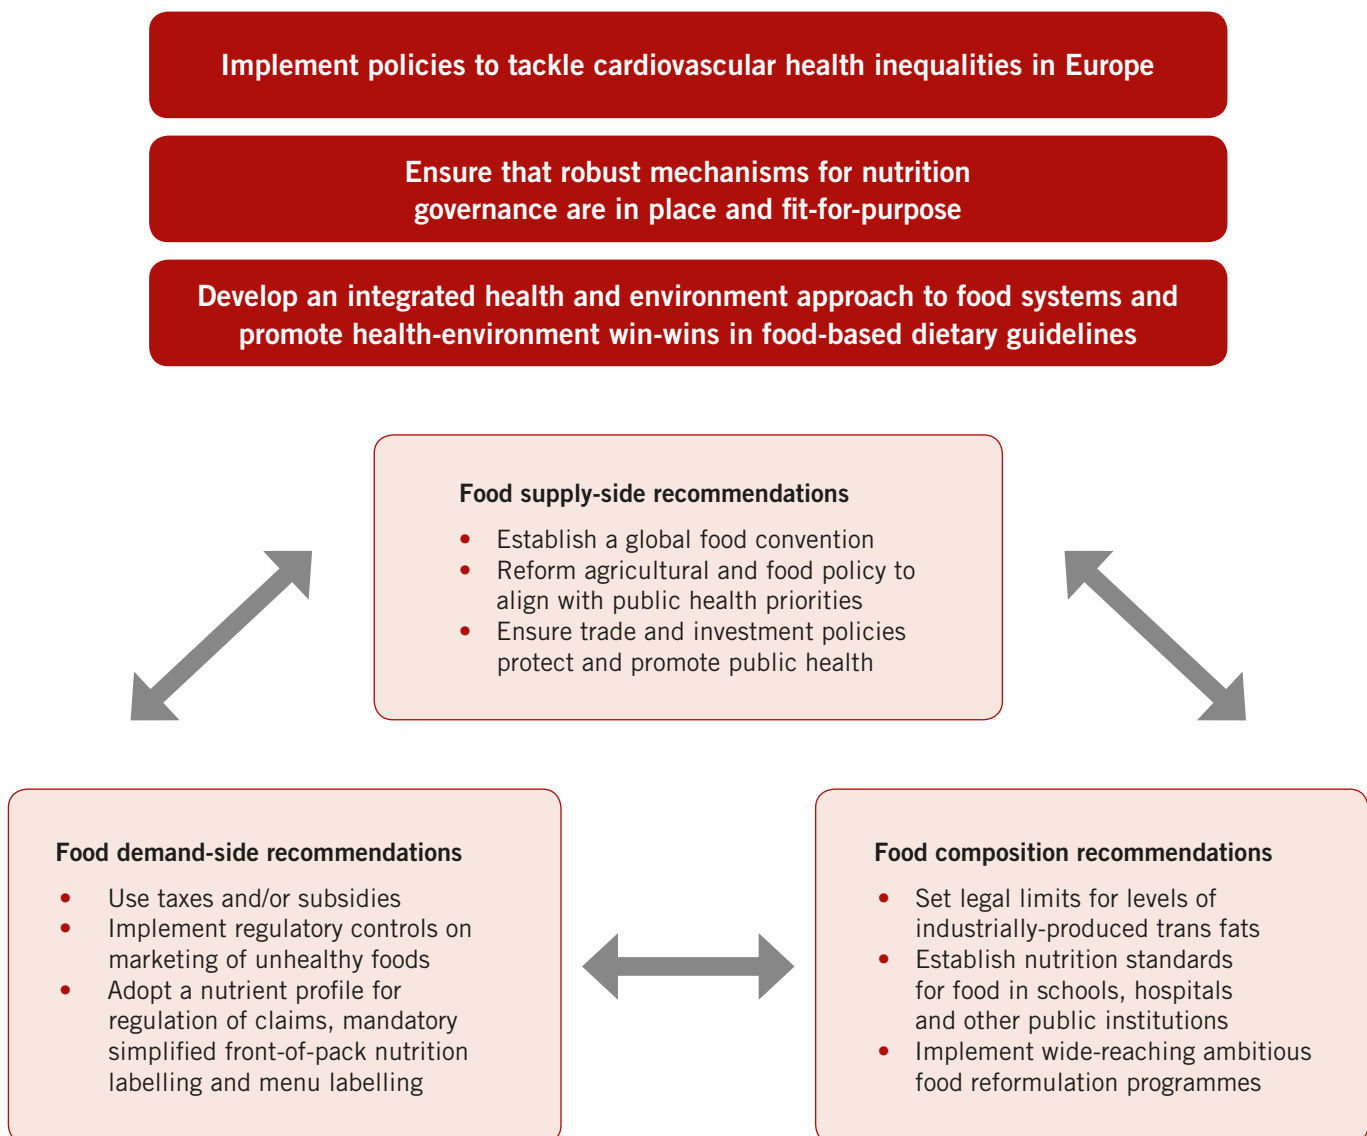 Implement policies to tackle cardiovascular health inequalities in Europe
Ensure that robust mechanisms for nutrition
governance are in place and fit-for-purpose
Develop an integrated health and environment approach to food systems and
promote health-environment win-wins in food-based dietary guidelines
Food supply-side recommendations
• Establish a global food convention
• Reform agricultural and food policy to
align with public health priorities
• Ensure trade and investment policies
protect and promote public health
Food demand-side recommendations
• Use taxes and/or subsidies
• Implement regulatory controls on
marketing of unhealthy foods
• Adopt a nutrient profile for
regulation of claims, mandatory
simplified front-of-pack nutrition
labelling and menu labelling
Food composition recommendations
• Set legal limits for levels of
industrially-produced trans fats
• Establish nutrition standards
for food in schools, hospitals
and other public institutions
• Implement wide-reaching ambitious
food reformulation programmes